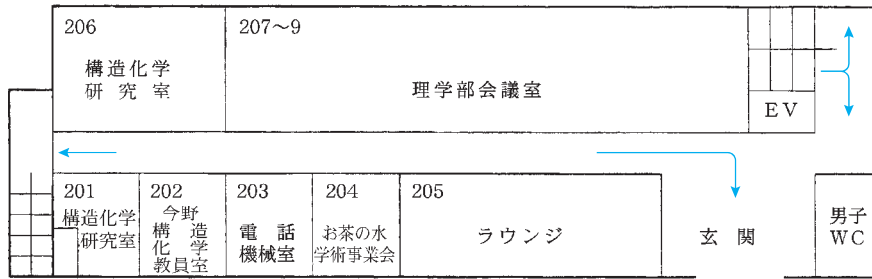 206
構造化学
研究室
207～9
理学部会議室
EV
201
構造化学
研究室
202
今野
構造
化学
教員室
203
電話
機械室
204
お茶の水
学術事業会
205
ラウンジ
玄関
男子
WC